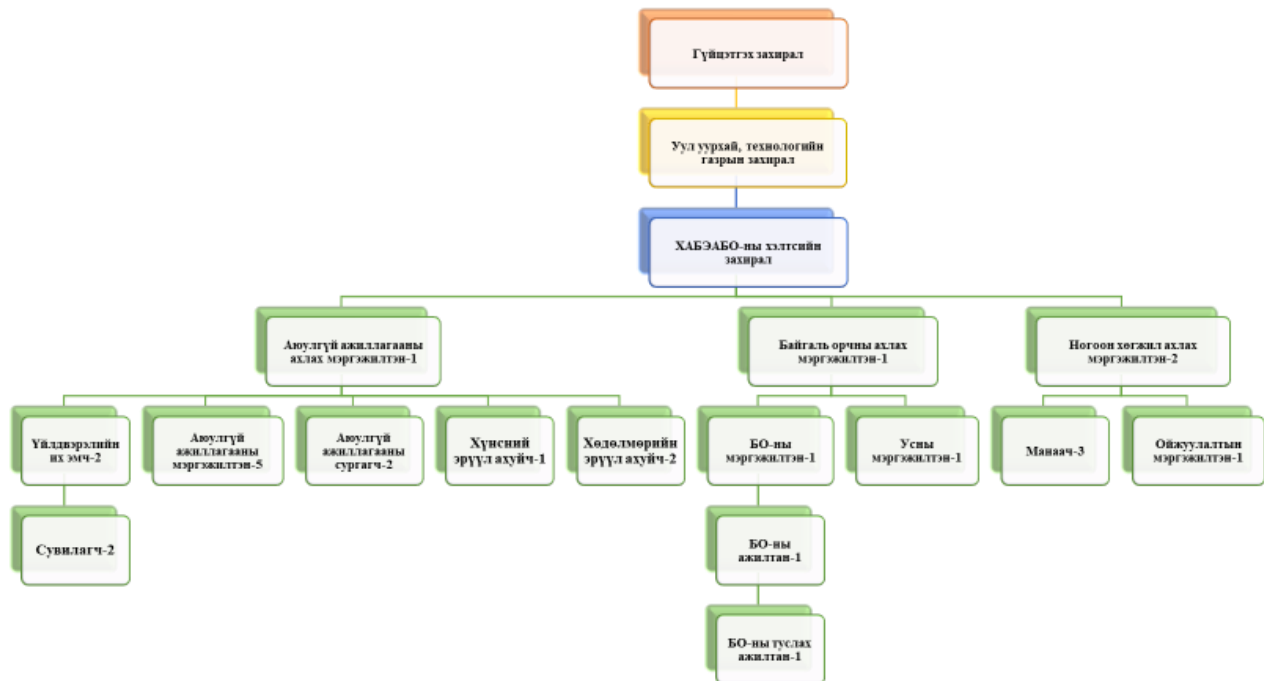 Гүйцэтгэх захирал
Уул уурхай, технологийн
газрын захирал
ХАБЭАБО-ны хэлтсийн
захирал
Аюулгүй ажиллагааны
ахлах мэргэжилтэн-1
Байгаль орчны ахлах
мэргэжилтэн-1
Ногоон хөгжил ахлах
мэргэжилтэн-2
Үйлдвэрэлийн
их эмч-2
Аюулгүй
ажиллагааны
мэргэжилтэн-5
Аюулгүй
ажиллагааны
сургагч-2
Хүнсний
эрүүл ахуйч-1
Хөдөлмөрийн
эрүүл ахуйч-2
БО-ны
мэргэжилтэн-1
Усны
мэргэжилтэн-1
Манаач-3
Ойжуулалтын
мэргэжилтэн-1
Сувилагч-2
БО-ны
ажилтан-1
БО-ны туслах
ажилтан-1